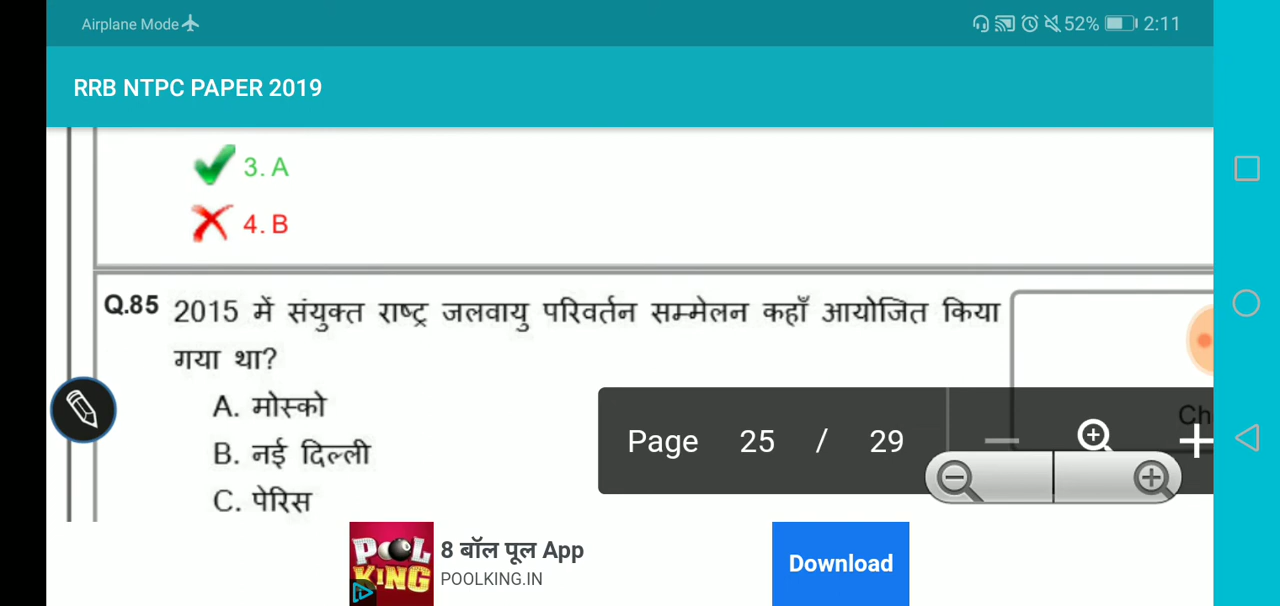 Airplane Mode 52% 2:11
RRB NTPC PAPER 2019
3. A
4. B
Q.85 2015 में संयुक्त राष्ट्र जलवायु परिवर्तन सम्मेलन कहाँ आयोजित किया
गया था?
A. मोस्को
Ch
B. नई दिल्ली
Page 25 / 29
C. पेरिस
8 बॉल पूल App
POOLKING.IN
POOL
KING
Download